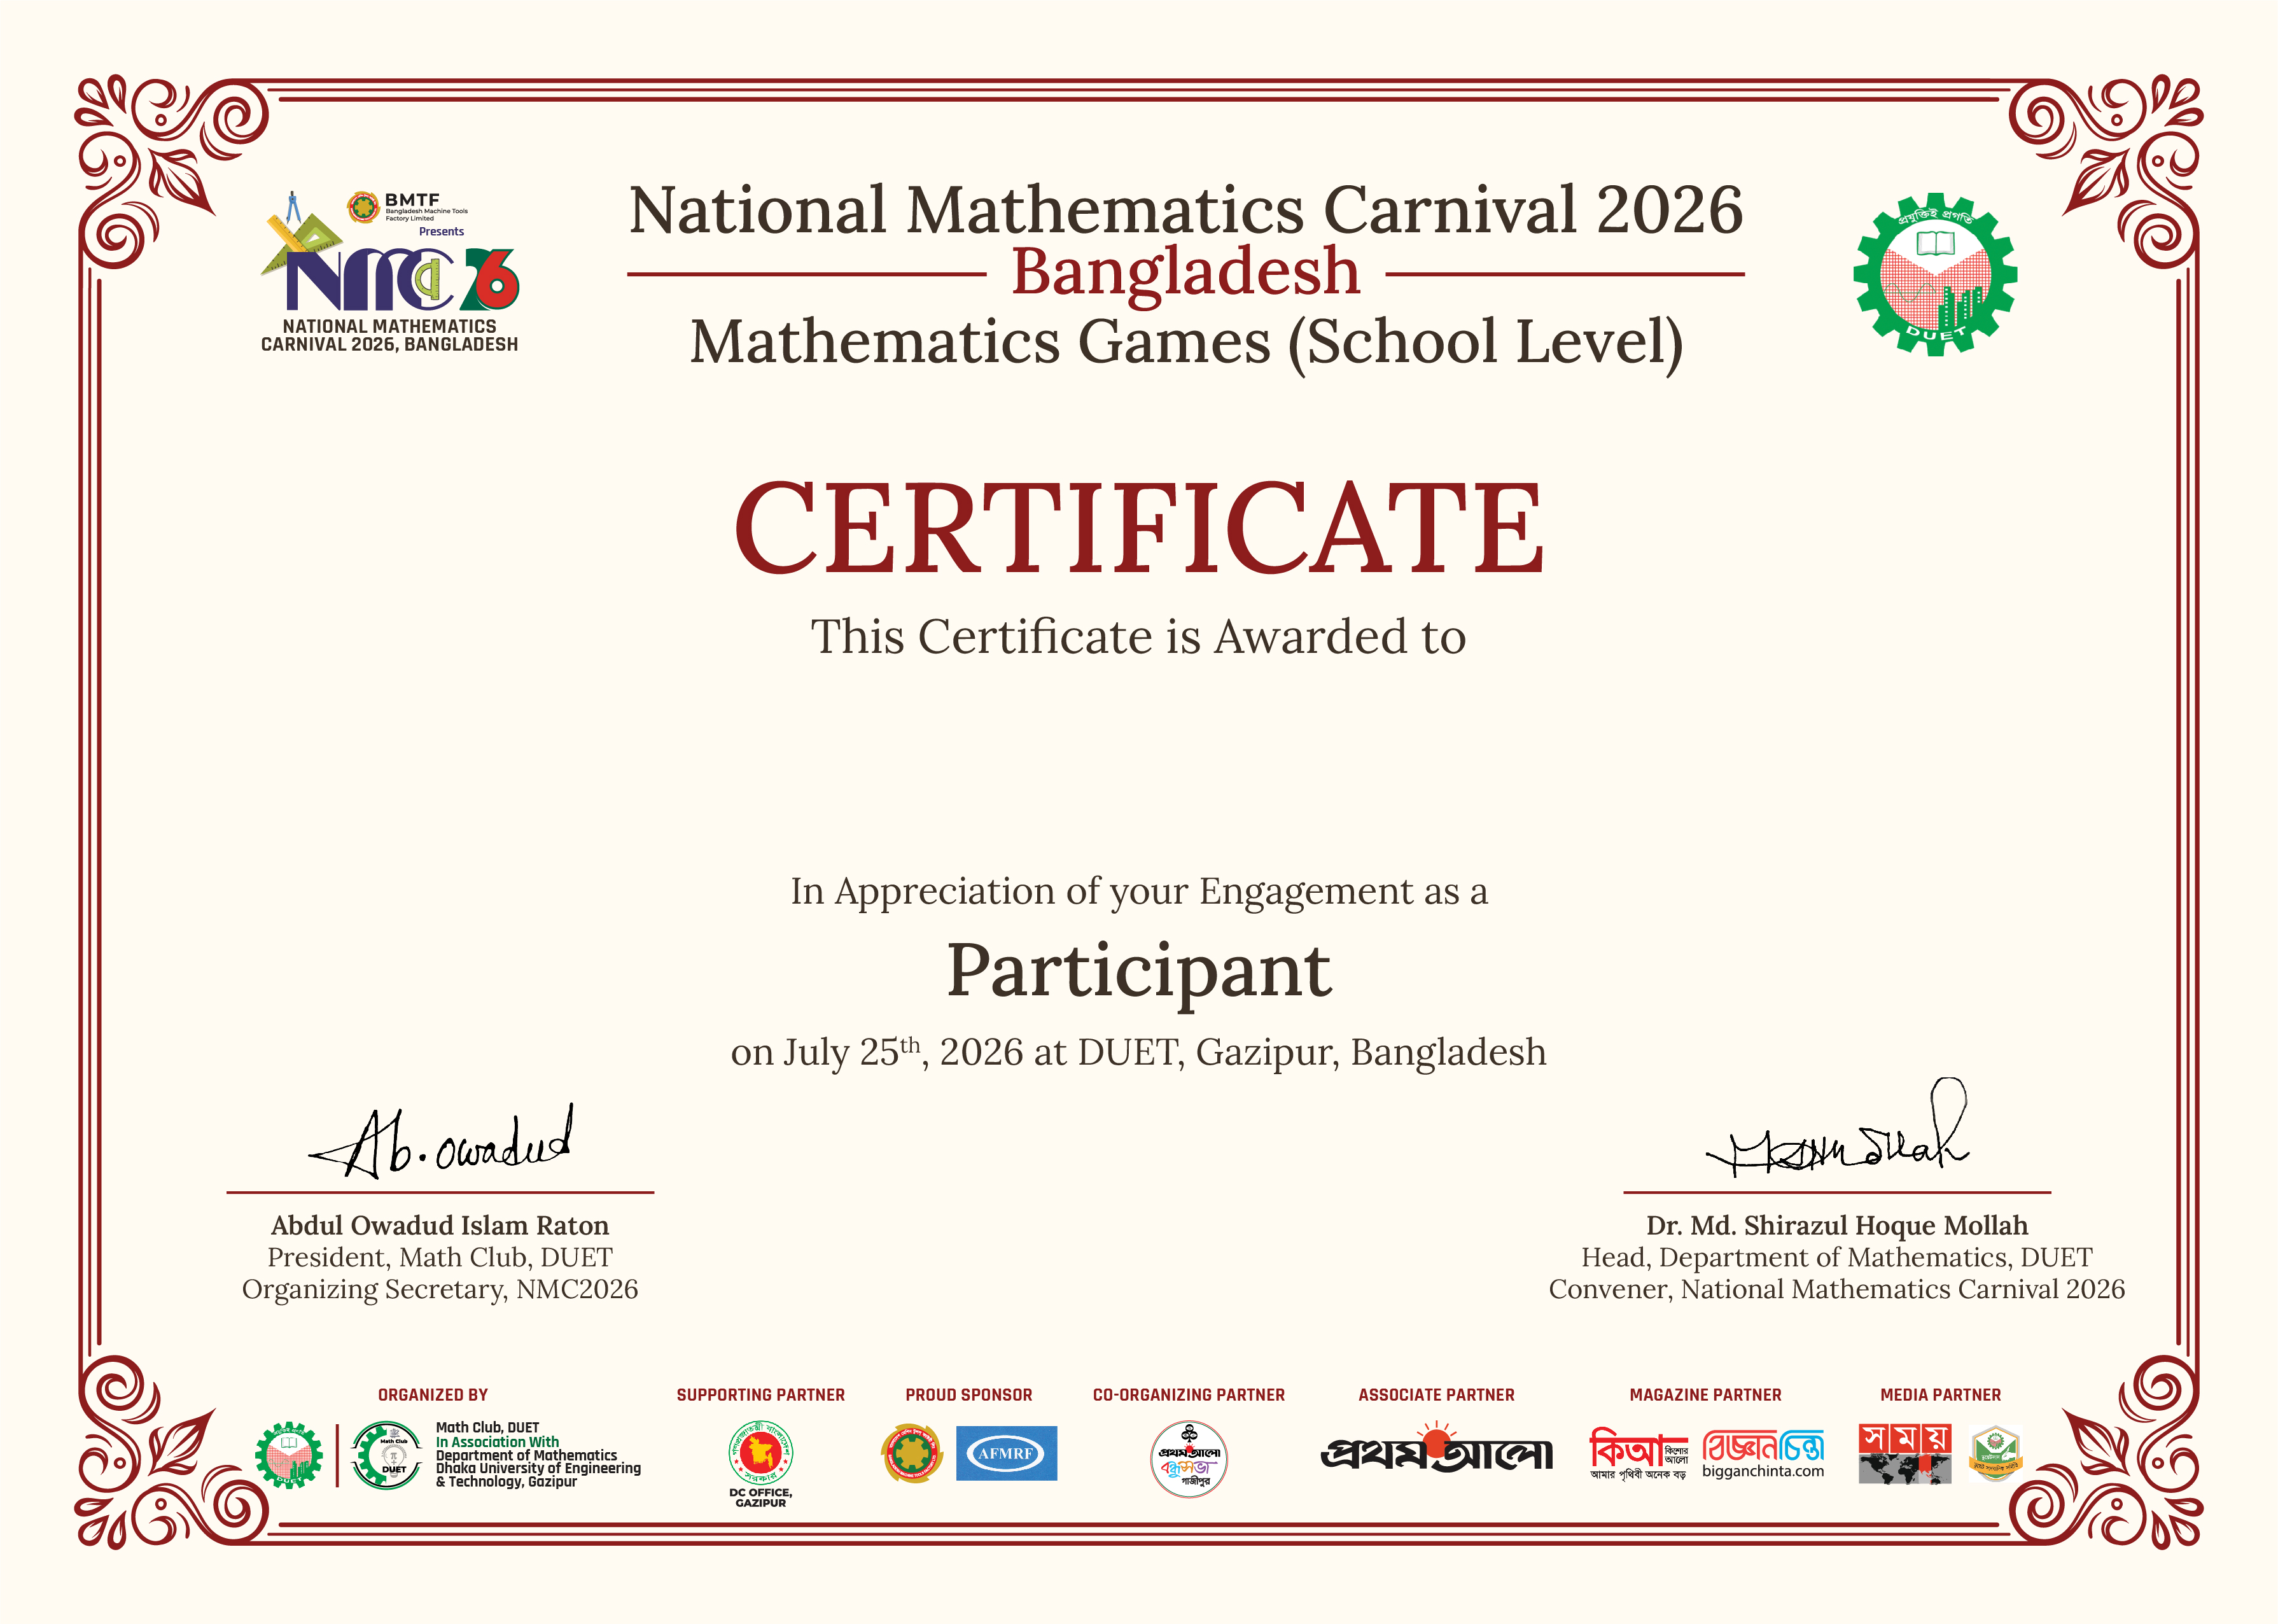 BMTF
Bangladesh Machine Tools
Factory Limited
Presents
NMC 26
NATIONAL MATHEMATICS
CARNIVAL 2026, BANGLADESH
National Mathematics Carnival 2026
Bangladesh
Mathematics Games (School Level)
প্রযুক্তিই প্রগতি
DUET
CERTIFICATE
This Certificate is Awarded to
In Appreciation of your Engagement as a
Participant
on July 25th, 2026 at DUET, Gazipur, Bangladesh
Ab. Owadud
Abdul Owadud Islam Raton
President, Math Club, DUET
Organizing Secretary, NMC2026
Dr. Md. Shirazul Hoque Mollah
Head, Department of Mathematics, DUET
Convener, National Mathematics Carnival 2026
ORGANIZED BY
DUET
Math Club
DUET
Math Club, DUET
In Association With
Department of Mathematics
Dhaka University of Engineering
& Technology, Gazipur
SUPPORTING PARTNER
গণপ্রজাতন্ত্রী বাংলাদেশ
সরকার
DC OFFICE,
GAZIPUR
PROUD SPONSOR
AFMRF
CO-ORGANIZING PARTNER
প্রথম আলো
বন্ধুসভা
গাজীপুর
ASSOCIATE PARTNER
প্রথম আলো
MAGAZINE PARTNER
কিআ
কিশোর
আলো
আমার পৃথিবী অনেক বড়
বিজ্ঞানচিন্তা
bigganchinta.com
MEDIA PARTNER
সময়